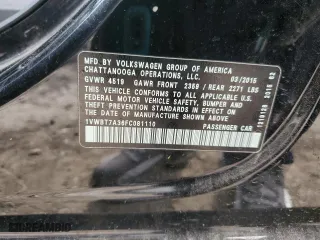 MFD. BY VOLKSWAGEN GROUP OF AMERICA
CHATTANOOGA OPERATIONS, LLC. 03/2015
GVWR 4519 GAWR FRONT 2359 / REAR 2271 LBS
THIS VEHICLE CONFORMS TO ALL APPLICABLE
FEDERAL MOTOR VEHICLE SAFETY, BUMPER AND
THEFT PREVENTION STANDARDS IN EFFECT ON
THE DATE OF MANUFACTURE SHOWN ABOVE.
1VWBT7A36FC081110 PASSENGER CAR